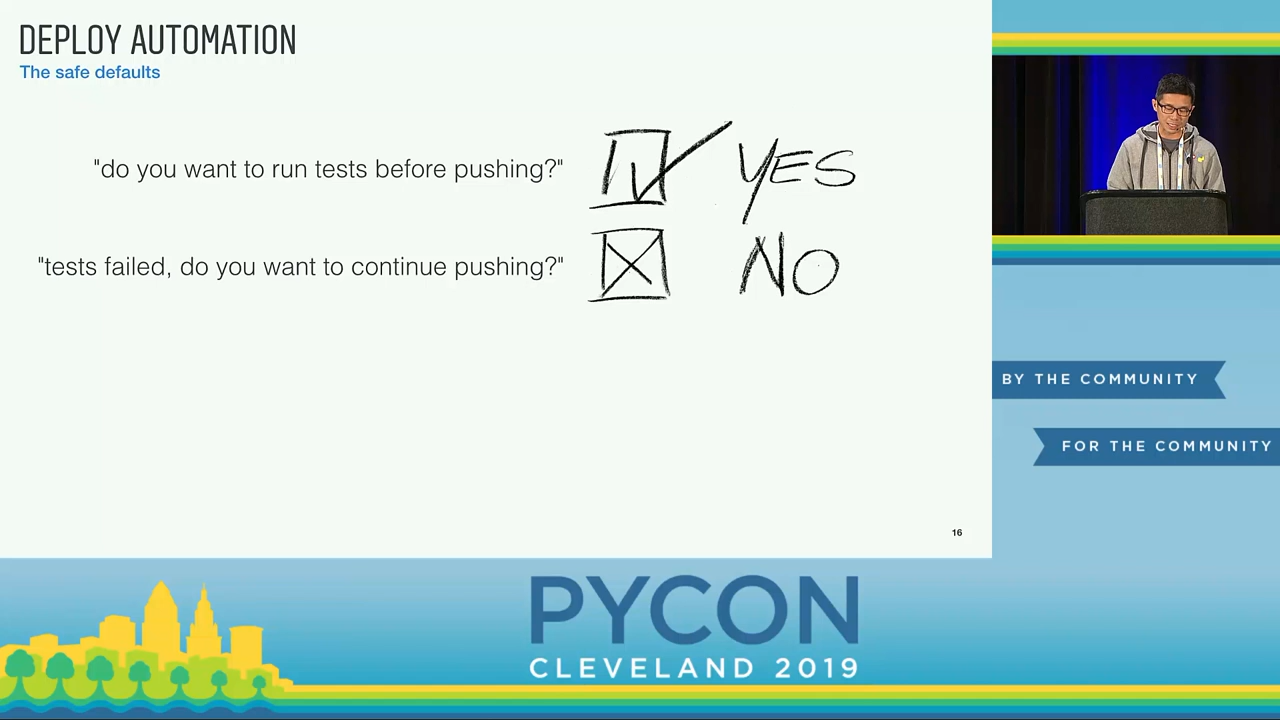 DEPLOY AUTOMATION
The safe defaults
"do you want to run tests before pushing?" YES
"tests failed, do you want to continue pushing?" NO
16
BY THE COMMUNITY
FOR THE COMMUNITY
PYCON
CLEVELAND 2019